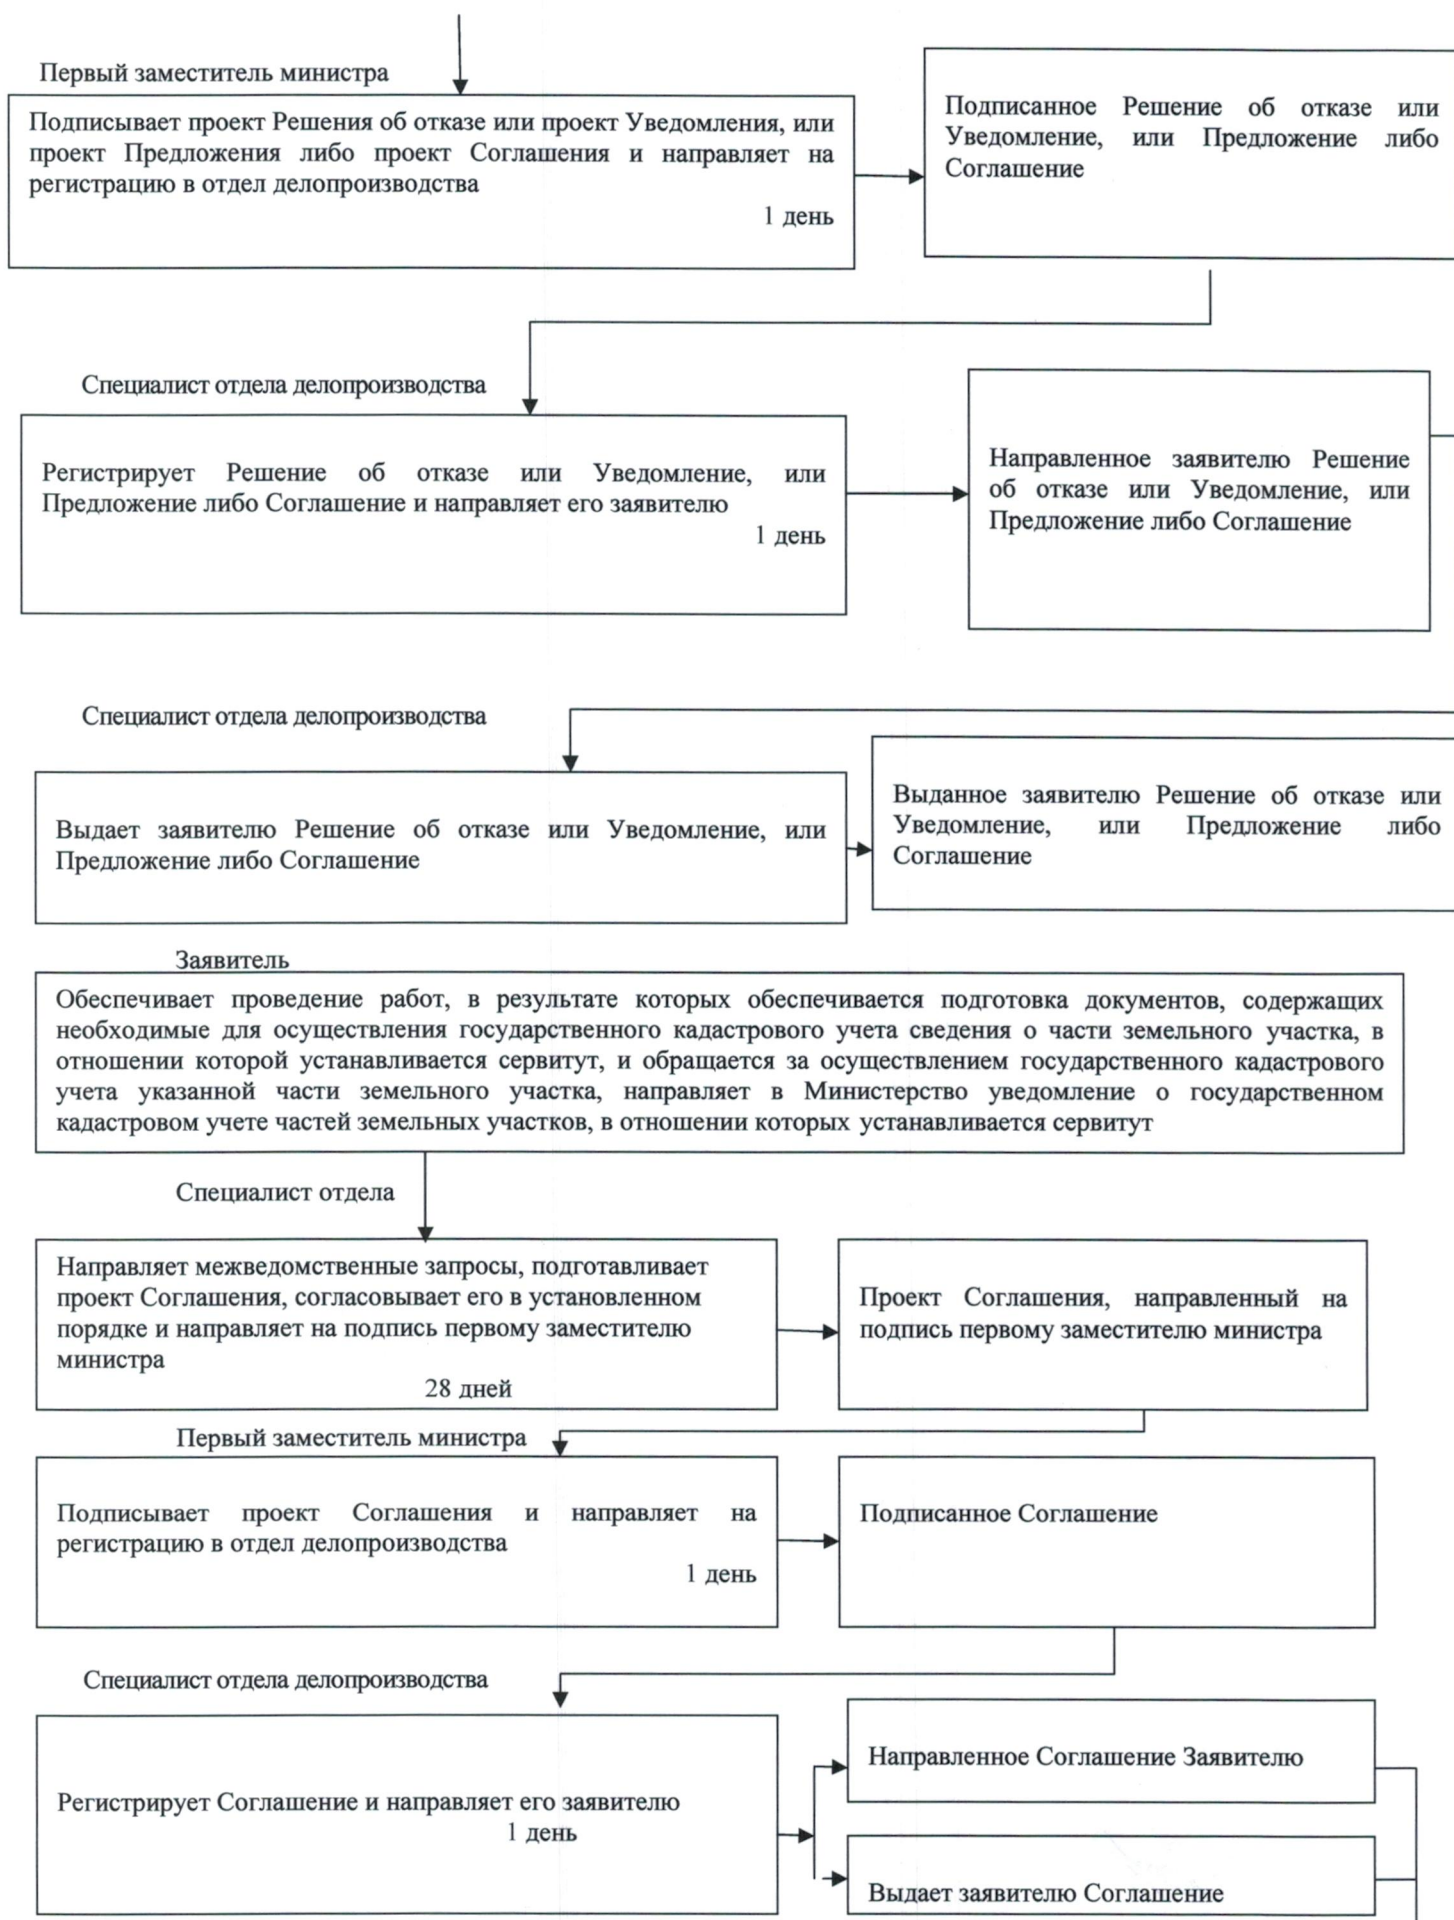 Первый заместитель министра
Подписывает проект Решения об отказе или проект Уведомления, или
проект Предложения либо проект Соглашения и направляет на
регистрацию в отдел делопроизводства
1 день
Подписанное Решение об отказе или
Уведомление, или Предложение либо
Соглашение
Специалист отдела делопроизводства
Регистрирует Решение об отказе или Уведомление, или
Предложение либо Соглашение и направляет его заявителю
1 день
Направленное заявителю Решение
об отказе или Уведомление, или
Предложение либо Соглашение
Специалист отдела делопроизводства
Выдает заявителю Решение об отказе или Уведомление, или
Предложение либо Соглашение
Выданное заявителю Решение об отказе или
Уведомление, или Предложение либо
Соглашение
Заявитель
Обеспечивает проведение работ, в результате которых обеспечивается подготовка документов, содержащих
необходимые для осуществления государственного кадастрового учета сведения о части земельного участка, в
отношении которой устанавливается сервитут, и обращается за осуществлением государственного кадастрового
учета указанной части земельного участка, направляет в Министерство уведомление о государственном
кадастровом учете частей земельных участков, в отношении которых устанавливается сервитут
Специалист отдела
Направляет межведомственные запросы, подготавливает
проект Соглашения, согласовывает его в установленном
порядке и направляет на подпись первому заместителю
министра
28 дней
Проект Соглашения, направленный на
подпись первому заместителю министра
Первый заместитель министра
Подписывает проект Соглашения и направляет на
регистрацию в отдел делопроизводства
1 день
Подписанное Соглашение
Специалист отдела делопроизводства
Регистрирует Соглашение и направляет его заявителю
1 день
Направленное Соглашение Заявителю
Выдает заявителю Соглашение